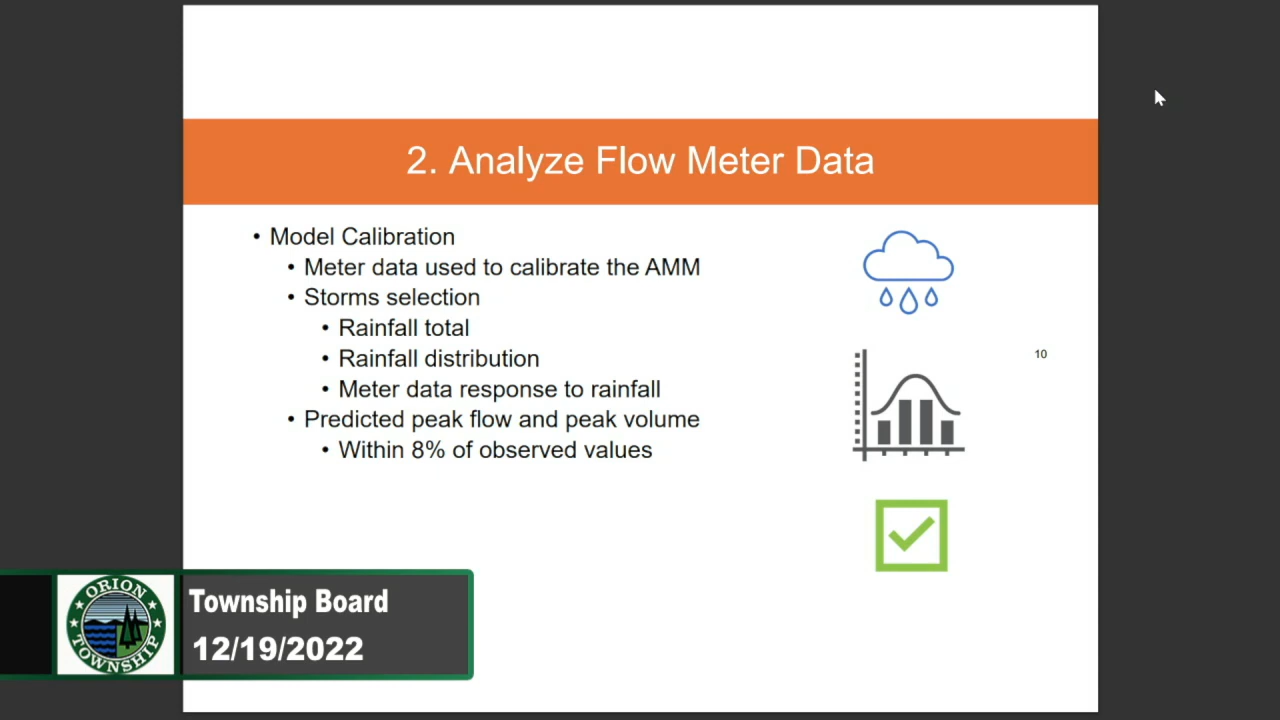 2. Analyze Flow Meter Data
• Model Calibration
• Meter data used to calibrate the AMM
• Storms selection
• Rainfall total
• Rainfall distribution
• Meter data response to rainfall
• Predicted peak flow and peak volume
• Within 8% of observed values
10
ORION
TOWNSHIP
Township Board
12/19/2022